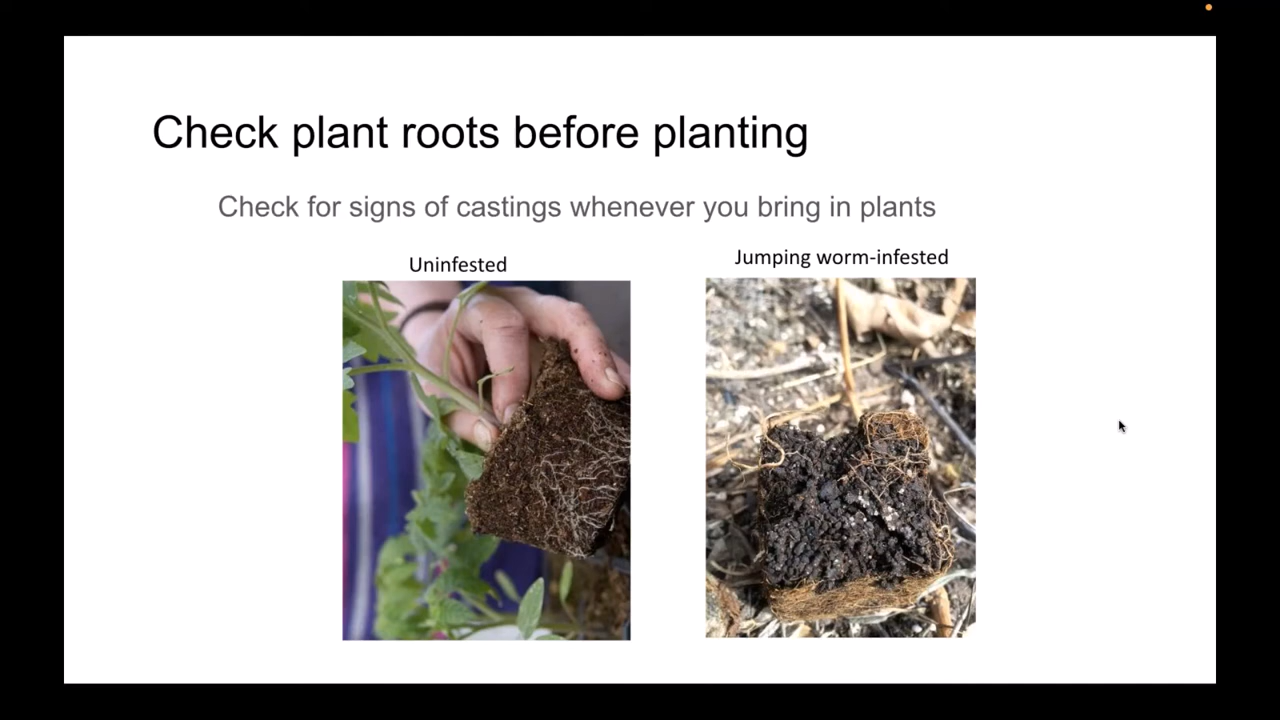 Check plant roots before planting
Check for signs of castings whenever you bring in plants
Uninfested
Jumping worm-infested